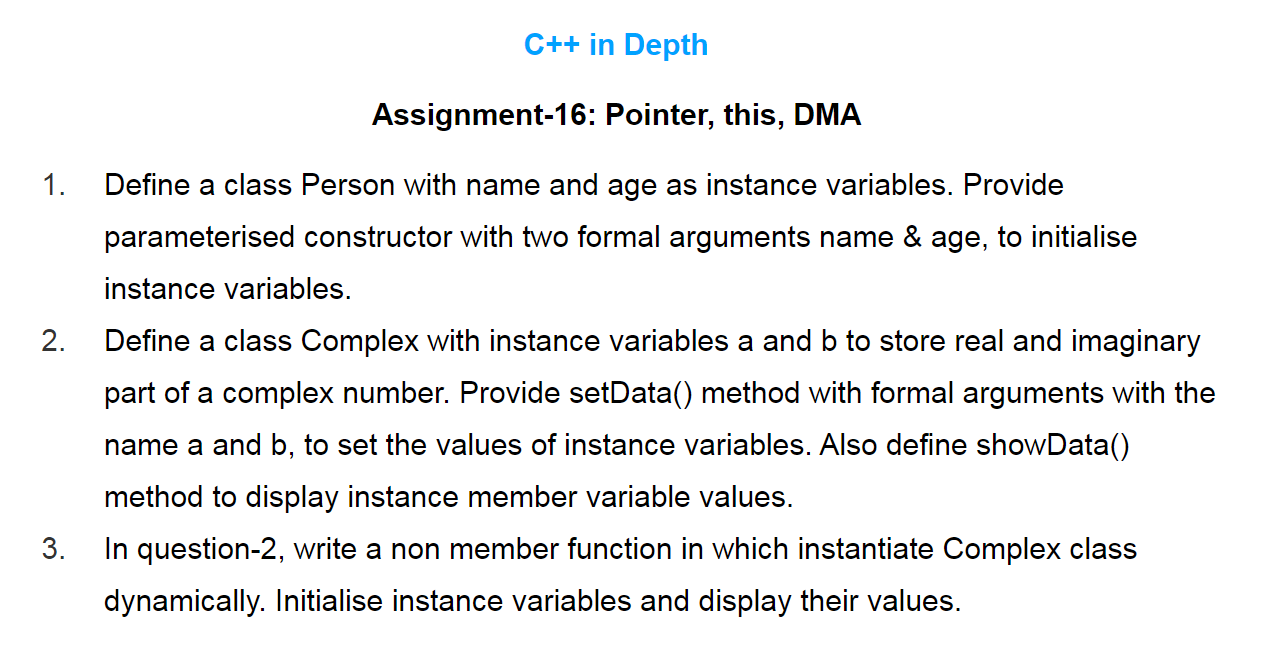 C++ in Depth
Assignment-16: Pointer, this, DMA
1. Define a class Person with name and age as instance variables. Provide
parameterised constructor with two formal arguments name & age, to initialise
instance variables.
2. Define a class Complex with instance variables a and b to store real and imaginary
part of a complex number. Provide setData() method with formal arguments with the
name a and b, to set the values of instance variables. Also define showData()
method to display instance member variable values.
3. In question-2, write a non member function in which instantiate Complex class
dynamically. Initialise instance variables and display their values.